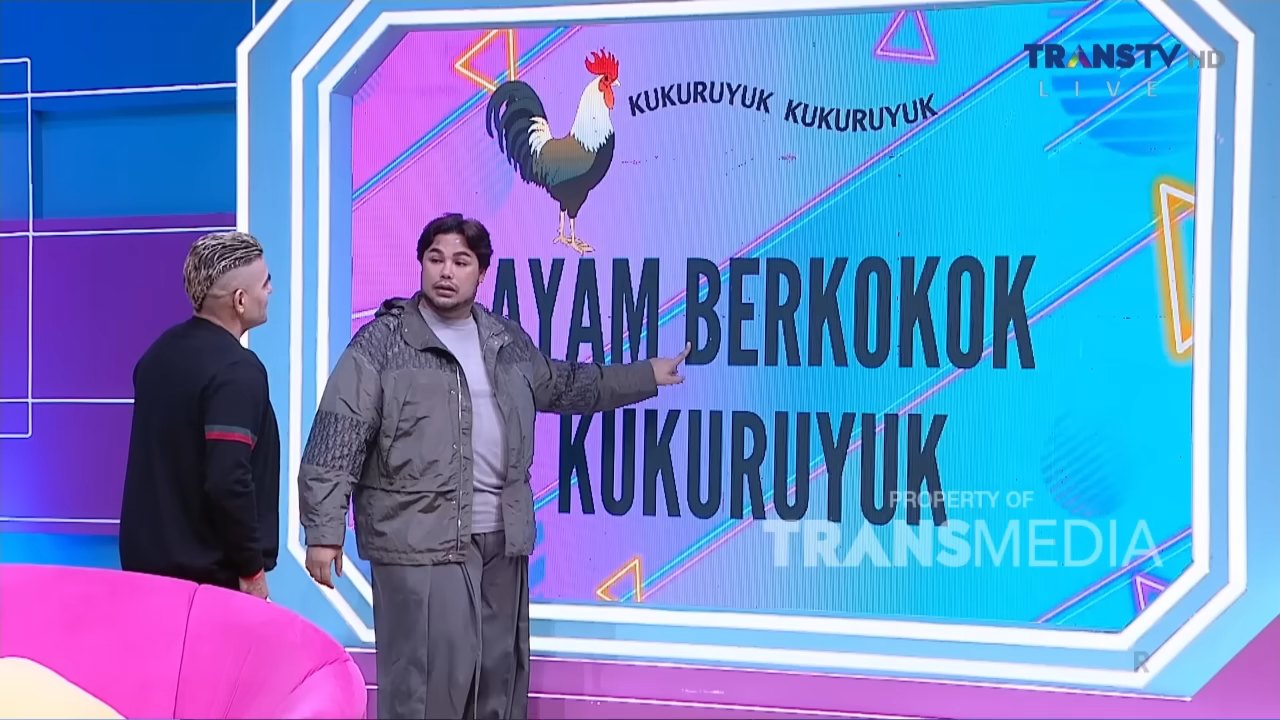 TRANSTV HD
LIVE
KUKURUYUK KUKURUYUK
AYAM BERKOKOK
KUKURUYUK
PROPERTY OF
TRANSMEDIA
R